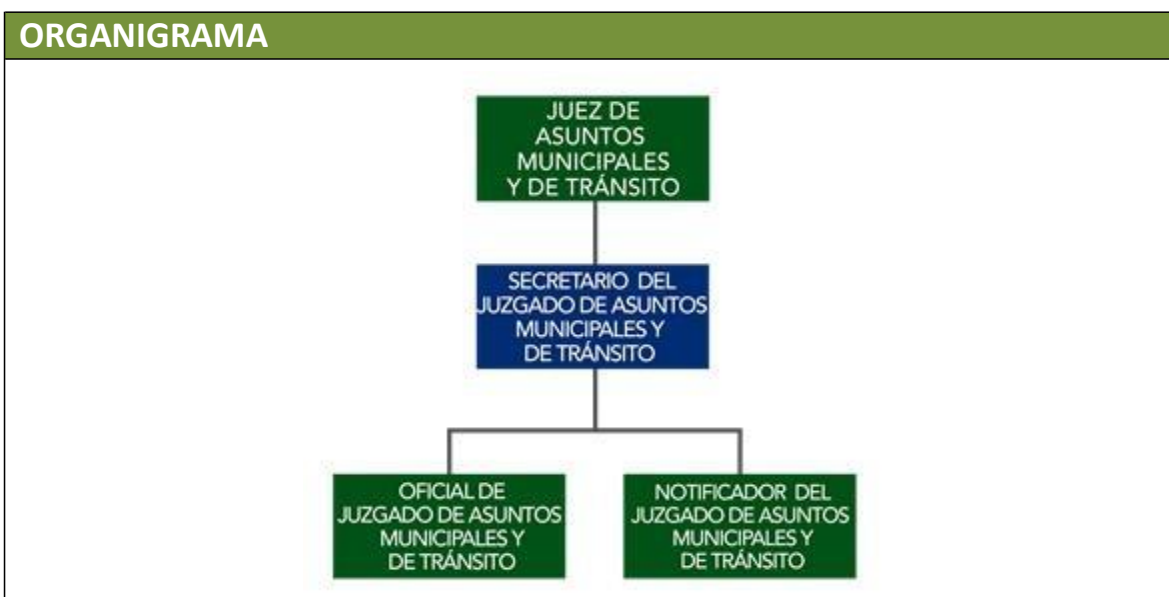 ORGANIGRAMA
JUEZ DE
ASUNTOS
MUNICIPALES
Y DE TRÁNSITO
SECRETARIO DEL
JUZGADO DE ASUNTOS
MUNICIPALES Y
DE TRÁNSITO
OFICIAL DE
JUZGADO DE ASUNTOS
MUNICIPALES Y
DE TRÁNSITO
NOTIFICADOR DEL
JUZGADO DE ASUNTOS
MUNICIPALES Y
DE TRÁNSITO